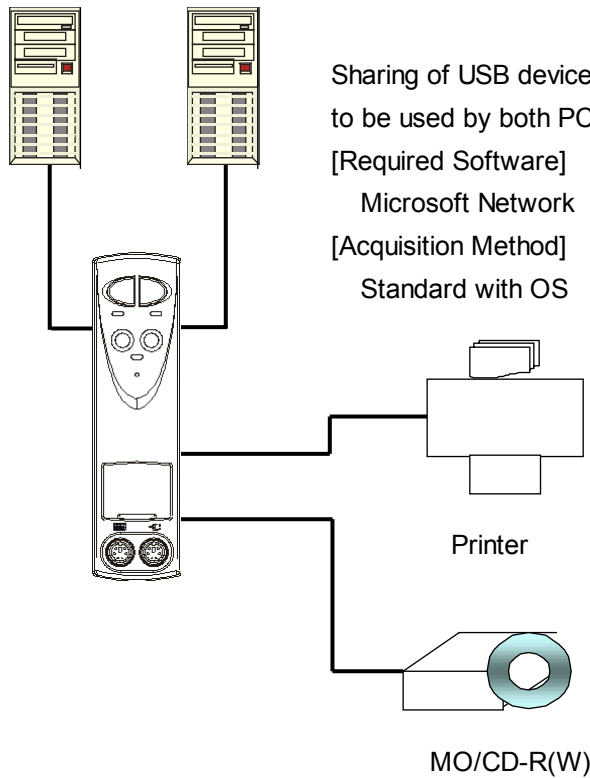 Sharing of USB device
to be used by both PC
[Required Software]
Microsoft Network
[Acquisition Method]
Standard with OS
Printer
MO/CD-R(W)